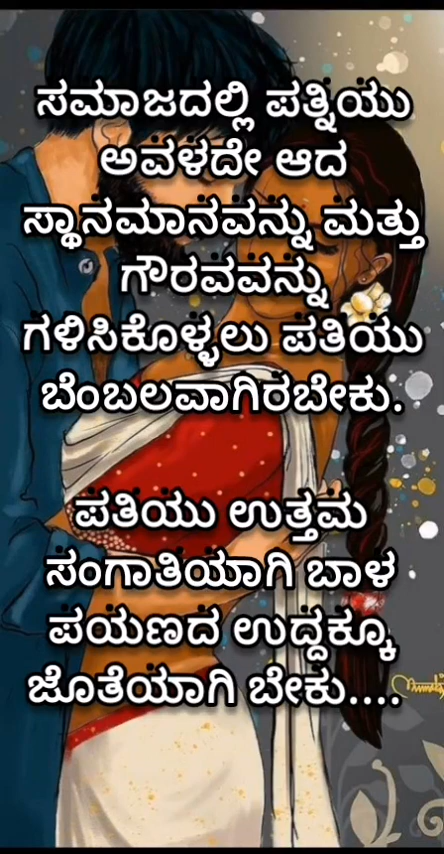 ಸಮಾಜದಲ್ಲಿ ಪತ್ನಿಯು
ಅವಳದೇ ಆದ
ಸ್ಥಾನಮಾನವನ್ನು ಮತ್ತು
ಗೌರವವನ್ನು
ಗಳಿಸಿಕೊಳ್ಳಲು ಪತಿಯು
ಬೆಂಬಲವಾಗಿರಬೇಕು.
ಪತಿಯು ಉತ್ತಮ
ಸಂಗಾತಿಯಾಗಿ ಬಾಳ
ಪಯಣದ ಉದ್ದಕ್ಕೂ
ಜೊತೆಯಾಗಿ ಬೇಕು....